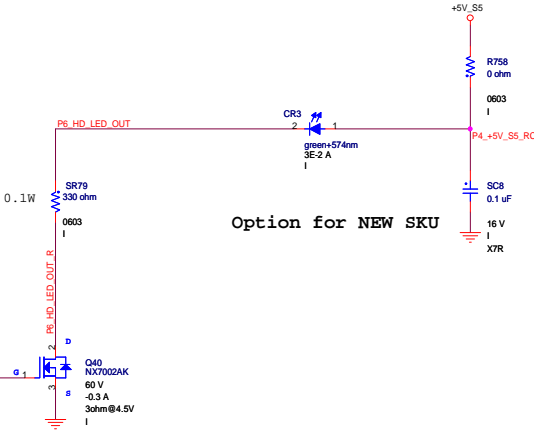 +5V_S5
R758
0 ohm
0603
I
CR3
P6_HD_LED_OUT
2
1
P4_+5V_S5_RC
green+574nm
3E-2 A
I
0.1W
SR79
330 ohm
0603
I
SC8
0.1 uF
16 V
I
X7R
Option for NEW SKU
P6_HD_LED_OUT_R
2
D
G
1
Q40
NX7002AK
60 V
-0.3 A
3ohm@4.5V
I
3
S